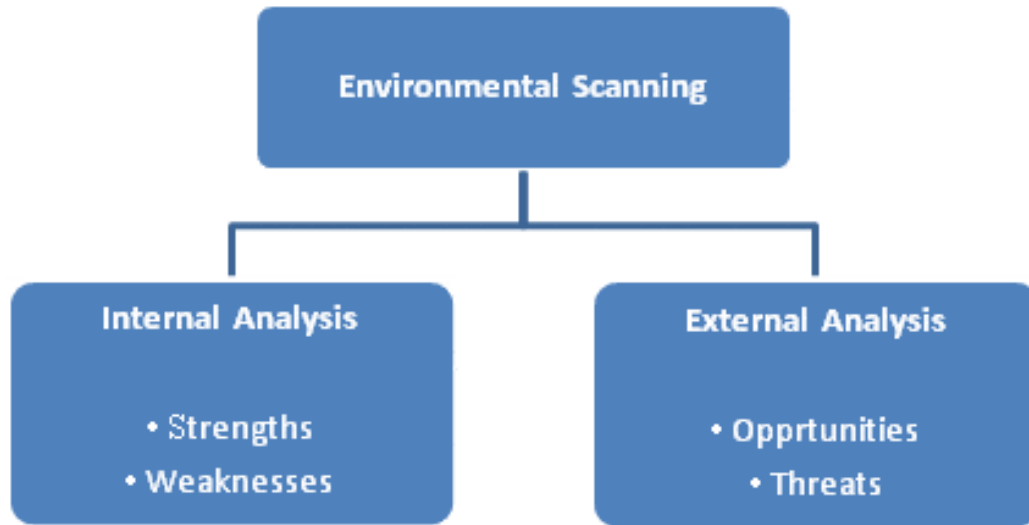 Environmental Scanning
Internal Analysis
• Strengths
• Weaknesses
External Analysis
• Opprtunities
• Threats